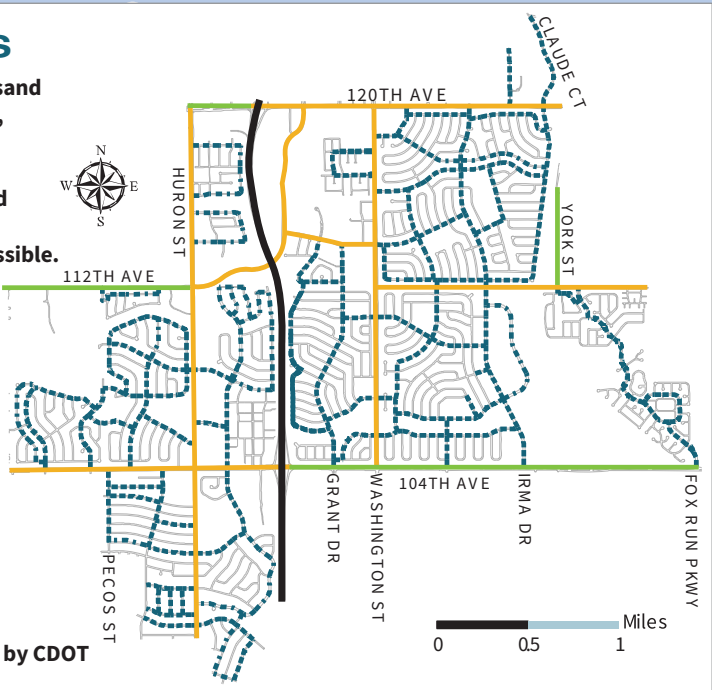 s
sand
,
d
ssible.
N
W E
S
120TH AVE
CLAUDE CT
HURON ST
YORK ST
112TH AVE
104TH AVE
GRANT DR
WASHINGTON ST
IRMA DR
FOX RUN PKWY
PECOS ST
Miles
0 0.5 1
by CDOT